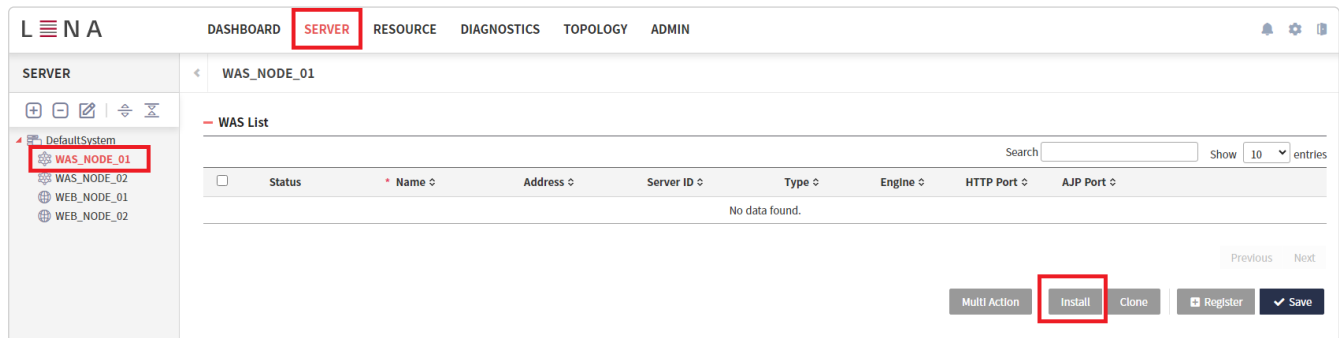 LENA
DASHBOARD SERVER RESOURCE DIAGNOSTICS TOPOLOGY ADMIN
SERVER
WAS_NODE_01
DefaultSystem
WAS_NODE_01
WAS_NODE_02
WEB_NODE_01
WEB_NODE_02
WAS List
Search Show 10 entries
Status * Name Address Server ID Type Engine HTTP Port AJP Port
No data found.
Previous Next
Multi Action Install Clone Register Save